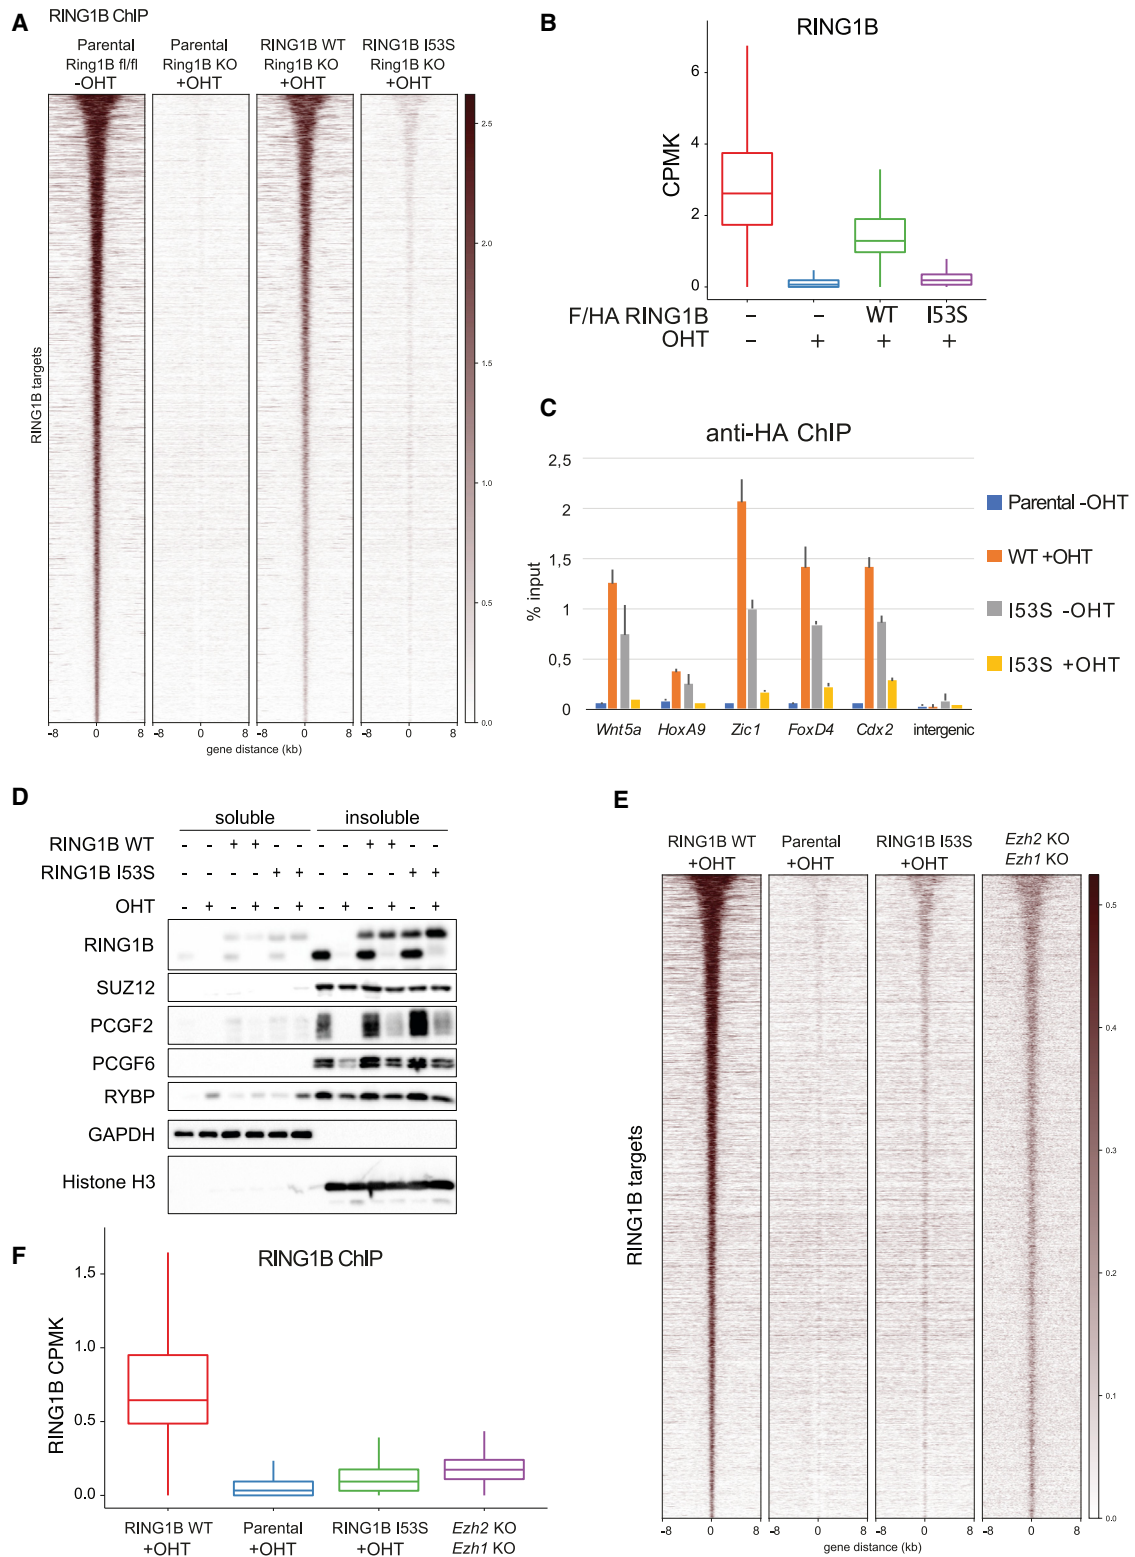 A
RING1B ChIP
Parental
Ring1B fl/fl
-OHT
Parental
Ring1B KO
+OHT
RING1B WT
Ring1B KO
+OHT
RING1B I53S
Ring1B KO
+OHT
RING1B targets
2.5
2.0
1.5
1.0
0.5
0.0
-8 0 8 0 8 0 8 0 8
gene distance (kb)
B
RING1B
CPMK
6
4
2
0
F/HA RING1B - - WT I53S
OHT - + + +
C
anti-HA ChIP
% input
2,5
2
1,5
1
0,5
0
Wnt5a HoxA9 Zic1 FoxD4 Cdx2 intergenic
Parental -OHT
WT +OHT
I53S -OHT
I53S +OHT
D
soluble insoluble
RING1B WT - - + + - - - - + + - -
RING1B I53S - - - - + + - - - - + +
OHT - + - + - + - + - + - +
RING1B
SUZ12
PCGF2
PCGF6
RYBP
GAPDH
Histone H3
E
RING1B WT
+OHT
Parental
+OHT
RING1B I53S
+OHT
Ezh2 KO
Ezh1 KO
RING1B targets
0.5
0.4
0.3
0.2
0.1
0.0
-8 0 8 0 8 0 8 0 8
gene distance (kb)
F
RING1B ChIP
RING1B CPMK
1.5
1.0
0.5
0.0
RING1B WT
+OHT
Parental
+OHT
RING1B I53S
+OHT
Ezh2 KO
Ezh1 KO